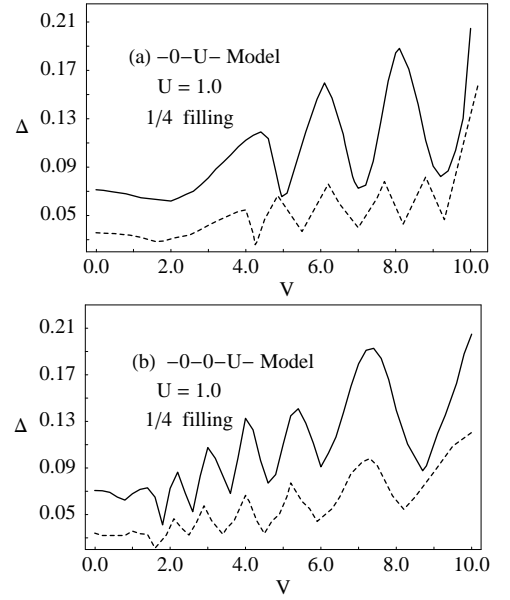 0.21
(a) −0−U− Model
0.17
U = 1.0
0.13
1/4 filling
Δ
0.09
0.05
0.0 2.0 4.0 6.0 8.0 10.0
V
0.21
(b) −0−0−U− Model
0.17
U = 1.0
0.13
1/4 filling
Δ
0.09
0.05
0.0 2.0 4.0 6.0 8.0 10.0
V